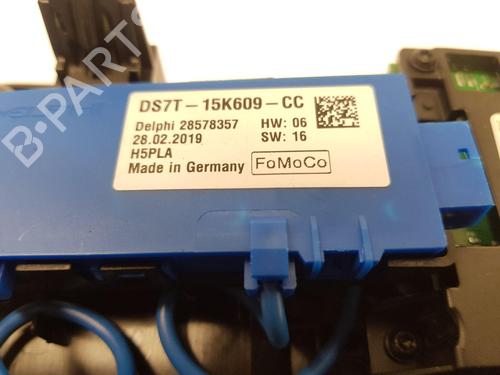 DS7T-15K609-CC
Delphi 28578357 HW: 06
28.02.2019 SW: 16
H5PLA
Made in Germany FoMoCo
B-PARTS